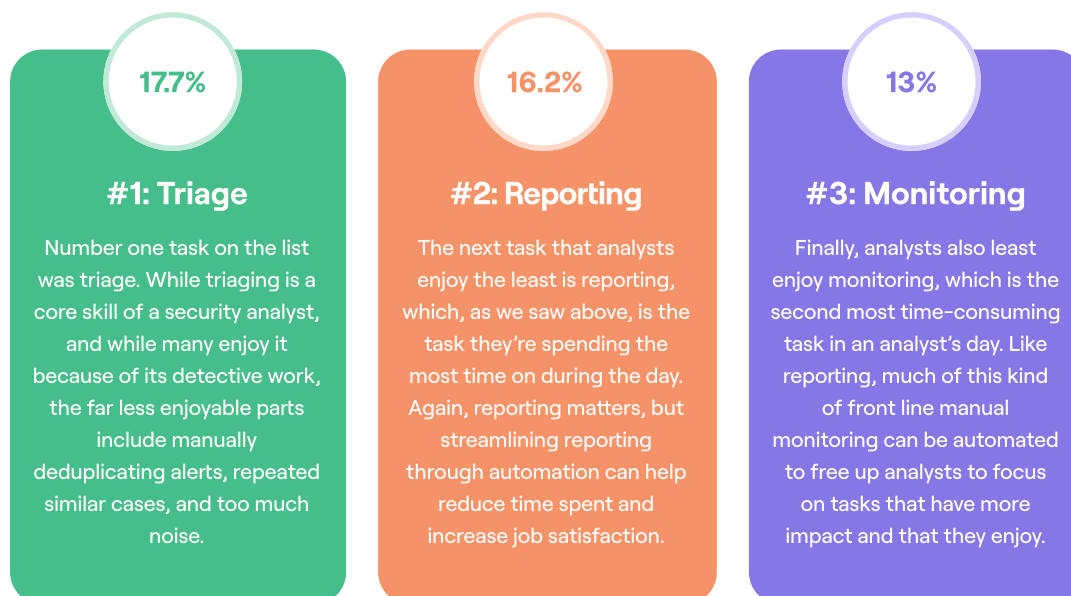 17.7%
#1: Triage
Number one task on the list
was triage. While triaging is a
core skill of a security analyst,
and while many enjoy it
because of its detective work,
the far less enjoyable parts
include manually
deduplicating alerts, repeated
similar cases, and too much
noise.
16.2%
#2: Reporting
The next task that analysts
enjoy the least is reporting,
which, as we saw above, is the
task they’re spending the
most time on during the day.
Again, reporting matters, but
streamlining reporting
through automation can help
reduce time spent and
increase job satisfaction.
13%
#3: Monitoring
Finally, analysts also least
enjoy monitoring, which is the
second most time-consuming
task in an analyst’s day. Like
reporting, much of this kind
of front line manual
monitoring can be automated
to free up analysts to focus
on tasks that have more
impact and that they enjoy.